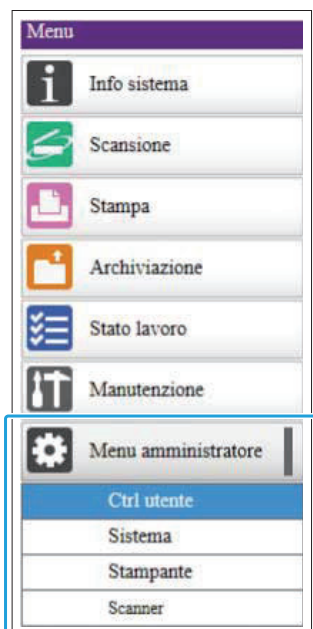 Menu
Info sistema
Scansione
Stampa
Archiviazione
Stato lavoro
Manutenzione
Menu amministratore
Ctrl utente
Sistema
Stampante
Scanner